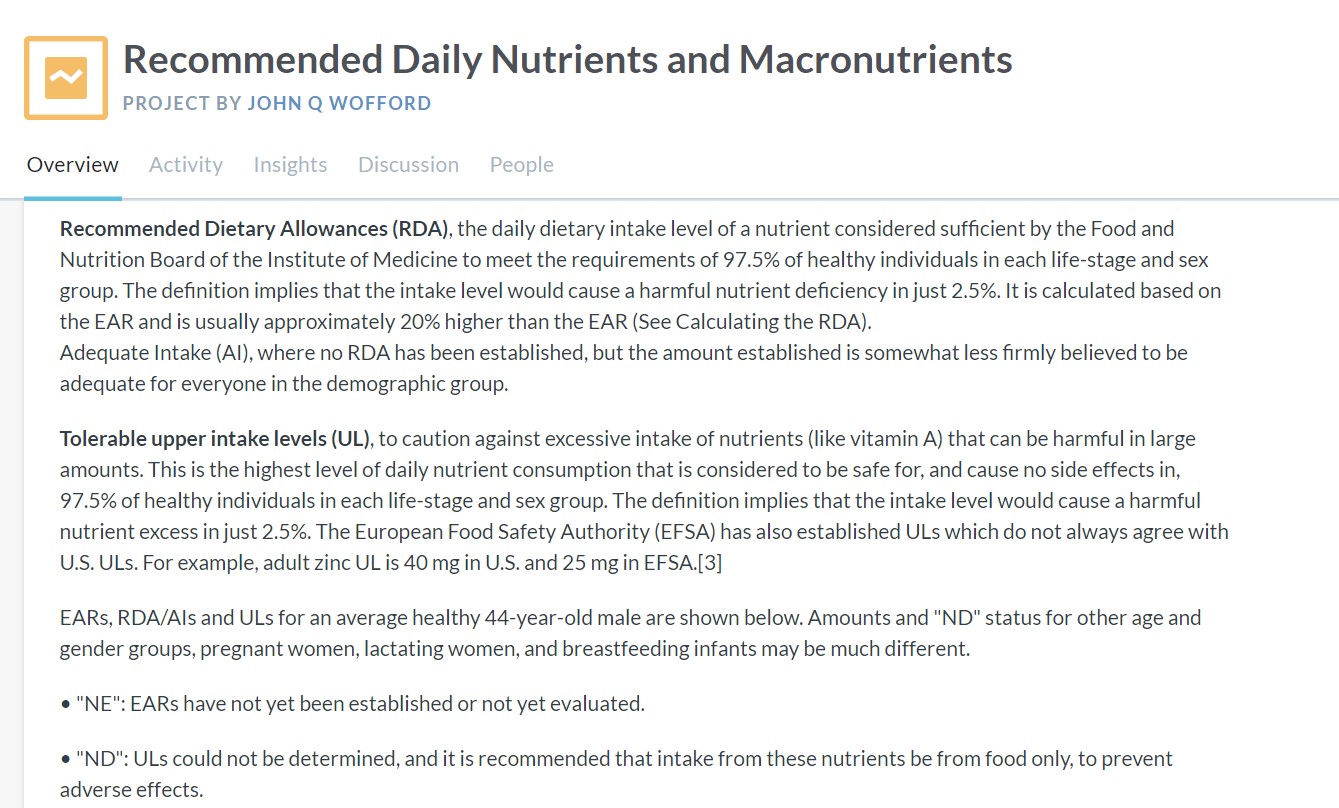 Recommended Daily Nutrients and Macronutrients
PROJECT BY JOHN Q WOFFORD
Overview Activity Insights Discussion People
Recommended Dietary Allowances (RDA), the daily dietary intake level of a nutrient considered sufficient by the Food and
Nutrition Board of the Institute of Medicine to meet the requirements of 97.5% of healthy individuals in each life-stage and sex
group. The definition implies that the intake level would cause a harmful nutrient deficiency in just 2.5%. It is calculated based on
the EAR and is usually approximately 20% higher than the EAR (See Calculating the RDA).
Adequate Intake (AI), where no RDA has been established, but the amount established is somewhat less firmly believed to be
adequate for everyone in the demographic group.
Tolerable upper intake levels (UL), to caution against excessive intake of nutrients (like vitamin A) that can be harmful in large
amounts. This is the highest level of daily nutrient consumption that is considered to be safe for, and cause no side effects in,
97.5% of healthy individuals in each life-stage and sex group. The definition implies that the intake level would cause a harmful
nutrient excess in just 2.5%. The European Food Safety Authority (EFSA) has also established ULs which do not always agree with
U.S. ULs. For example, adult zinc UL is 40 mg in U.S. and 25 mg in EFSA.[3]
EARs, RDA/AIs and ULs for an average healthy 44-year-old male are shown below. Amounts and "ND" status for other age and
gender groups, pregnant women, lactating women, and breastfeeding infants may be much different.
• "NE": EARs have not yet been established or not yet evaluated.
• "ND": ULs could not be determined, and it is recommended that intake from these nutrients be from food only, to prevent
adverse effects.